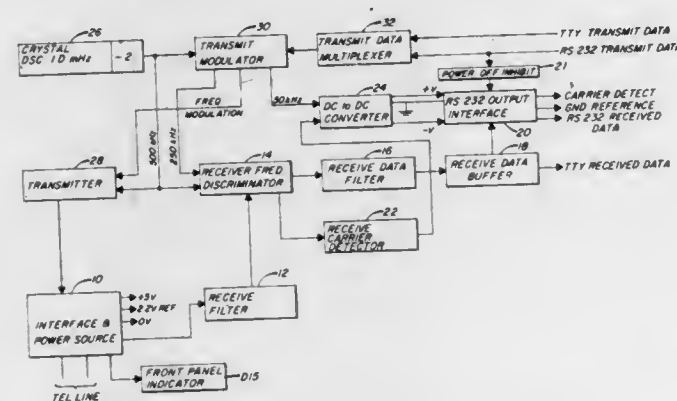 26
CRYSTAL
OSC 1.0 mHz
-2
30
TRANSMIT
MODULATOR
32
TRANSMIT DATA
MULTIPLEXER
TTY TRANSMIT DATA
RS 232 TRANSMIT DATA
POWER OFF INHIBIT
21
FREQ
MODULATION
500 kHz
250 kHz
50 kHz
24
DC to DC
CONVERTER
+V
-V
RS 232 OUTPUT
INTERFACE
20
CARRIER DETECT
GND REFERENCE
RS 232 RECEIVED
DATA
28
TRANSMITTER
14
RECEIVER FREQ
DISCRIMINATOR
16
RECEIVE DATA
FILTER
18
RECEIVE DATA
BUFFER
TTY RECEIVED DATA
22
RECEIVE
CARRIER
DETECTOR
10
INTERFACE &
POWER SOURCE
+5V
2.2V REF
0V
12
RECEIVE
FILTER
FRONT PANEL
INDICATOR
D15
TEL LINE